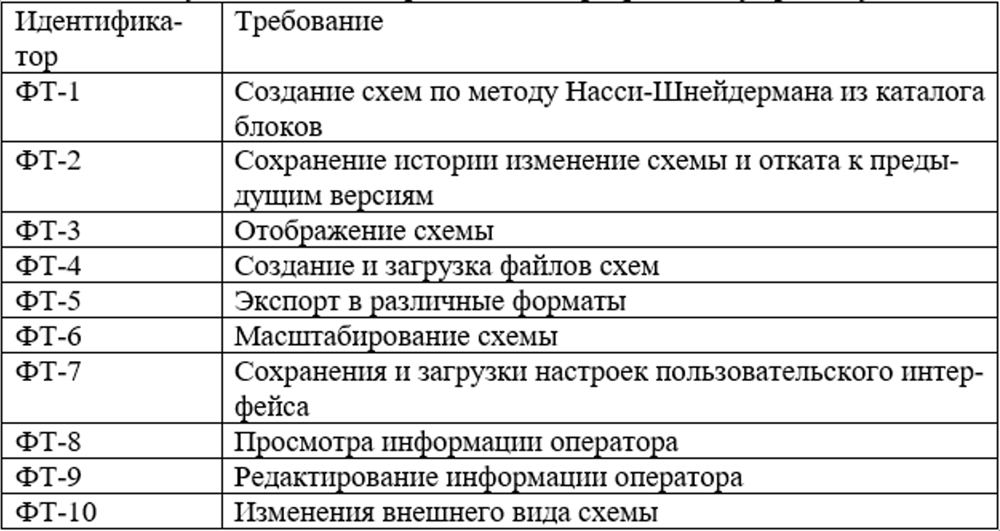 Идентифика-
тор
Требование
ФТ-1
Создание схем по методу Насси-Шнейдермана из каталога
блоков
ФТ-2
Сохранение истории изменение схемы и отката к преды-
дущим версиям
ФТ-3
Отображение схемы
ФТ-4
Создание и загрузка файлов схем
ФТ-5
Экспорт в различные форматы
ФТ-6
Масштабирование схемы
ФТ-7
Сохранения и загрузки настроек пользовательского интер-
фейса
ФТ-8
Просмотра информации оператора
ФТ-9
Редактирование информации оператора
ФТ-10
Изменения внешнего вида схемы